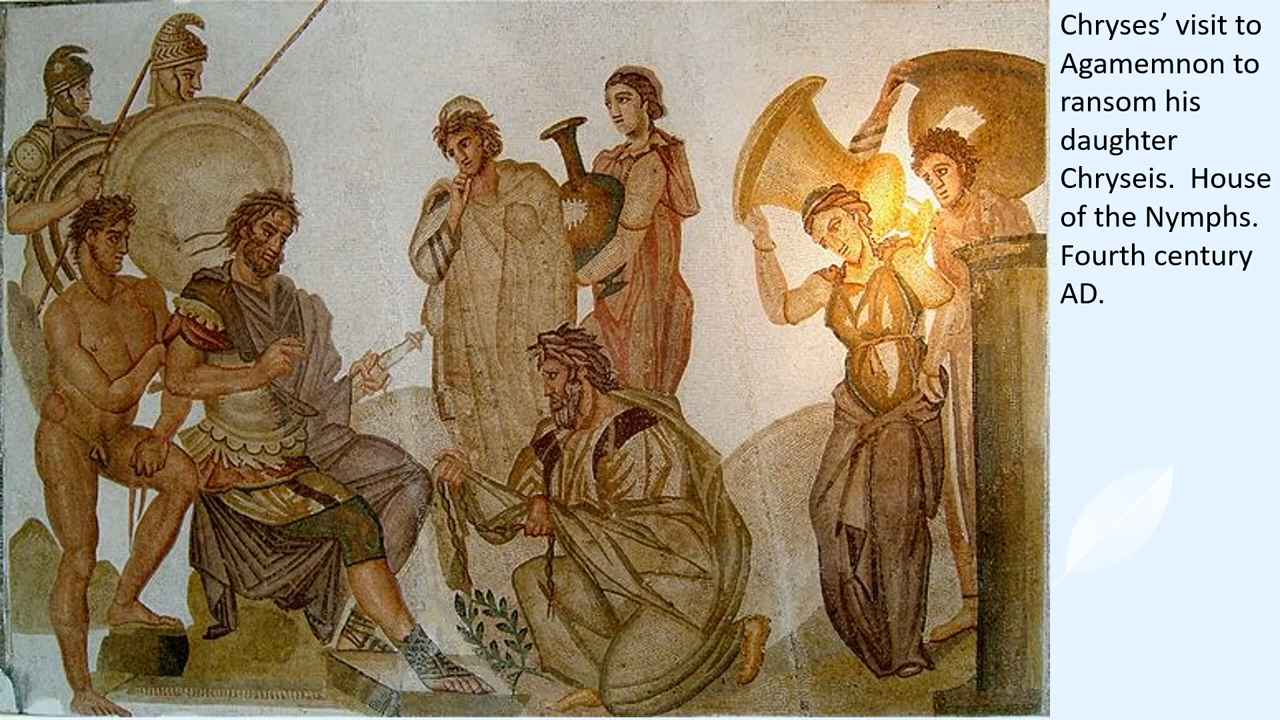 Chryses’ visit to
Agamemnon to
ransom his
daughter
Chryseis.  House
of the Nymphs.
Fourth century
AD.